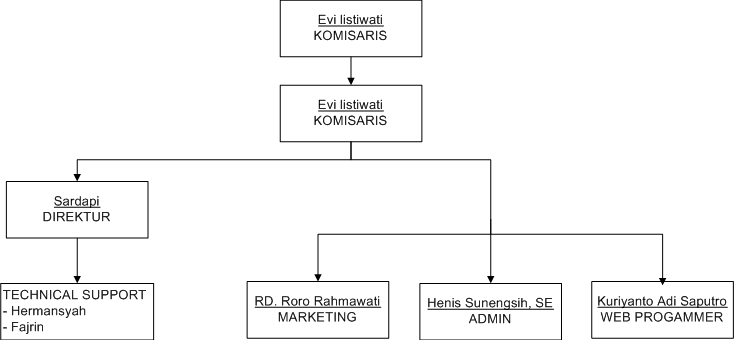 Evi listiwati
KOMISARIS
Evi listiwati
KOMISARIS
Sardapi
DIREKTUR
TECHNICAL SUPPORT
- Hermansyah
- Fajrin
RD. Roro Rahmawati
MARKETING
Henis Sunengsih, SE
ADMIN
Kuriyanto Adi Saputro
WEB PROGAMMER